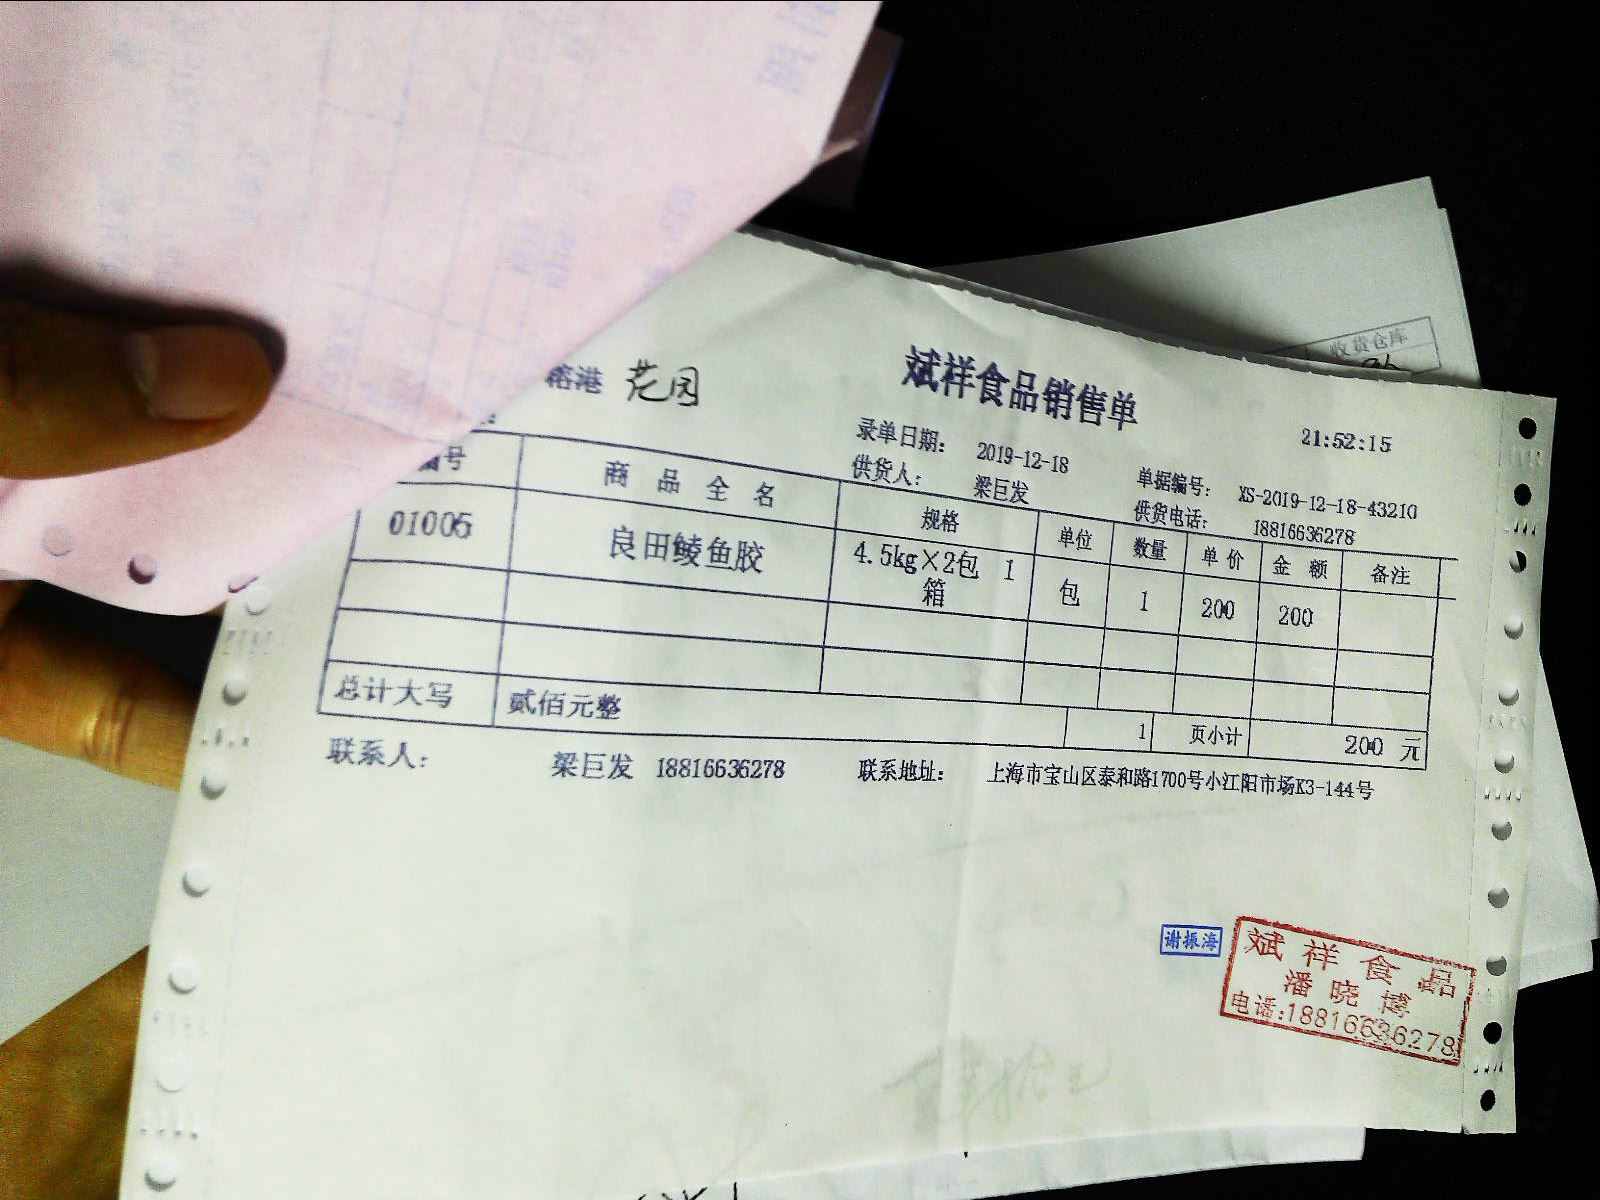 斌祥食品销售单
榕港 花园
21:52:15
录单日期: 2019-12-18 单据编号: XS-2019-12-18-43210
供货人: 梁巨发 供货电话: 18816636278
编号 商品全名 规格 单位 数量 单价 金额 备注
01005 良田鲮鱼胶 4.5kg×2包 1箱 包 1 200 200
总计大写 贰佰元整 1 页小计 200 元
联系人: 梁巨发 18816636278 联系地址: 上海市宝山区泰和路1700号小江阳市场K3-144号
谢振海
斌祥食品
潘晓博
电话:18816636278
收货仓库